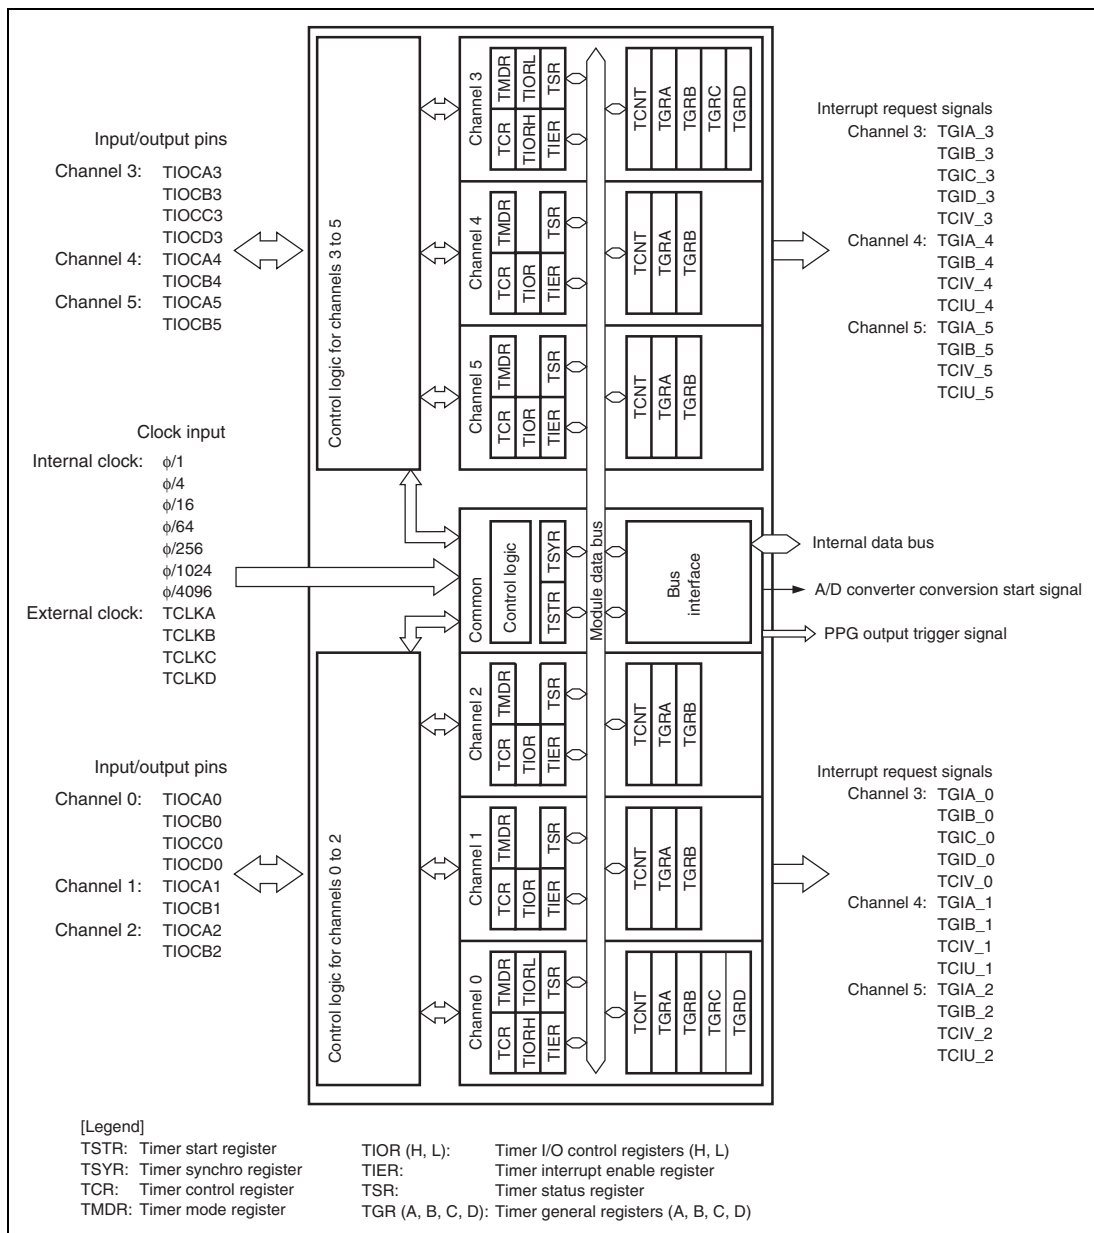 Input/output pins
Channel 3: TIOCA3
TIOCB3
TIOCC3
TIOCD3
Channel 4: TIOCA4
TIOCB4
Channel 5: TIOCA5
TIOCB5
Clock input
Internal clock: ϕ/1
ϕ/4
ϕ/16
ϕ/64
ϕ/256
ϕ/1024
ϕ/4096
External clock: TCLKA
TCLKB
TCLKC
TCLKD
Input/output pins
Channel 0: TIOCA0
TIOCB0
TIOCC0
TIOCD0
Channel 1: TIOCA1
TIOCB1
Channel 2: TIOCA2
TIOCB2
Control logic for channels 3 to 5
Control logic for channels 0 to 2
Channel 3
TMDR TIORL TSR
TCR TIORH TIER
TCNT TGRA TGRB TGRC TGRD
Channel 4
TMDR TSR
TCR TIOR TIER
TCNT TGRA TGRB
Channel 5
TMDR TSR
TCR TIOR TIER
TCNT TGRA TGRB
Common
Control logic
TSYR
TSTR
Module data bus
Bus
interface
Channel 2
TMDR TSR
TCR TIOR TIER
TCNT TGRA TGRB
Channel 1
TMDR TSR
TCR TIOR TIER
TCNT TGRA TGRB
Channel 0
TMDR TIORL TSR
TCR TIORH TIER
TCNT TGRA TGRB TGRC TGRD
Interrupt request signals
Channel 3: TGIA_3
TGIB_3
TGIC_3
TGID_3
TCIV_3
Channel 4: TGIA_4
TGIB_4
TCIV_4
TCIU_4
Channel 5: TGIA_5
TGIB_5
TCIV_5
TCIU_5
Internal data bus
A/D converter conversion start signal
PPG output trigger signal
Interrupt request signals
Channel 3: TGIA_0
TGIB_0
TGIC_0
TGID_0
TCIV_0
Channel 4: TGIA_1
TGIB_1
TCIV_1
TCIU_1
Channel 5: TGIA_2
TGIB_2
TCIV_2
TCIU_2
[Legend]
TSTR: Timer start register
TSYR: Timer synchro register
TCR: Timer control register
TMDR: Timer mode register
TIOR (H, L): Timer I/O control registers (H, L)
TIER: Timer interrupt enable register
TSR: Timer status register
TGR (A, B, C, D): Timer general registers (A, B, C, D)